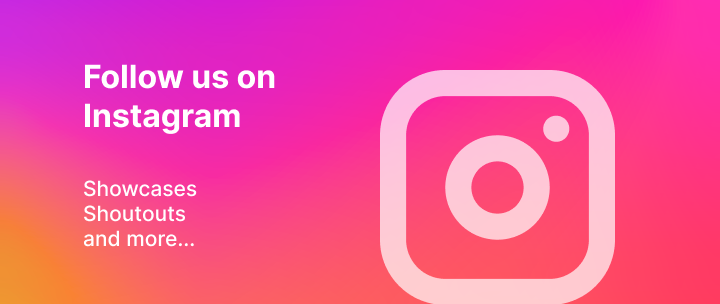 Follow us on
Instagram
Showcases
Shoutouts
and more...